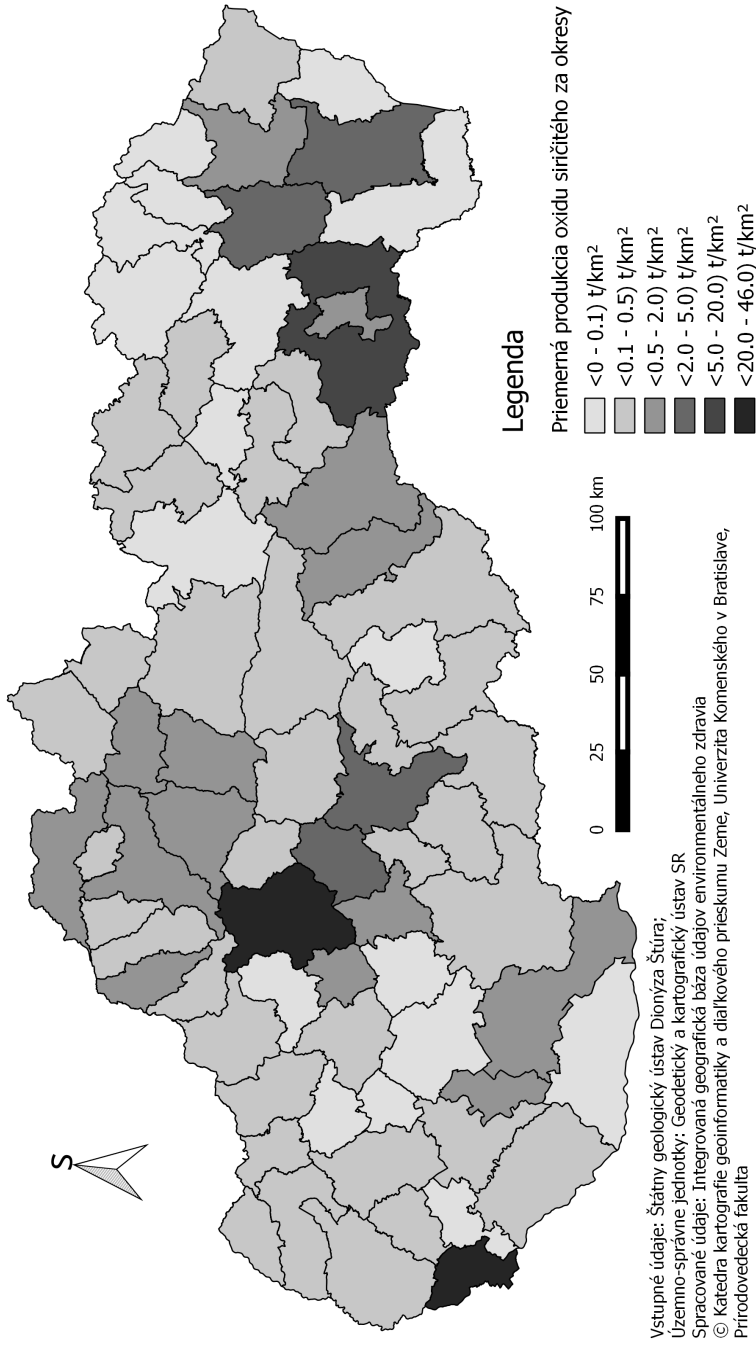 S
Legenda
Priemerná produkcia oxidu siričitého za okresy
<0 - 0.1) t/km²
<0.1 - 0.5) t/km²
<0.5 - 2.0) t/km²
<2.0 - 5.0) t/km²
<5.0 - 20.0) t/km²
<20.0 - 46.0) t/km²
0 25 50 75 100 km
Vstupné údaje: Štátny geologický ústav Dionýza Štúra;
Územno-správne jednotky: Geodetický a kartografický ústav SR
Spracované údaje: Integrovaná geografická báza údajov environmentálneho zdravia
© Katedra kartografie geoinformatiky a diaľkového prieskumu Zeme, Univerzita Komenského v Bratislave,
Prírodovedecká fakulta